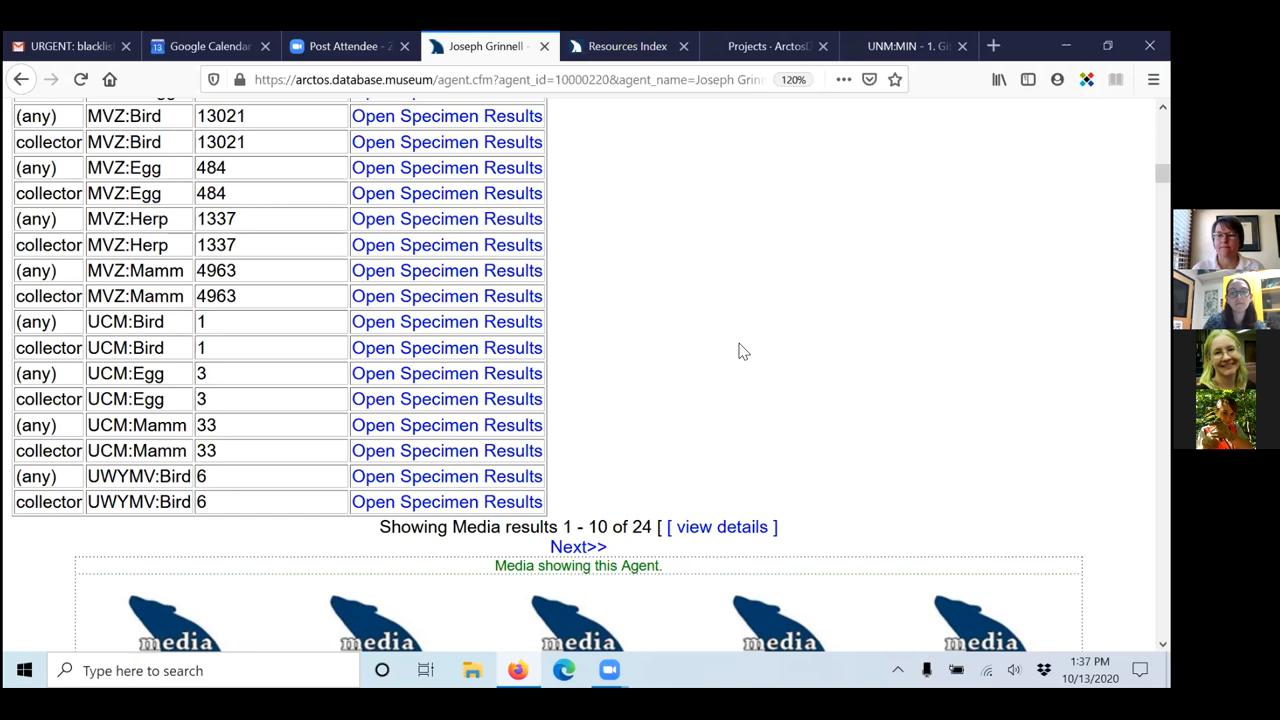 URGENT: blacklis
Google Calendar
Post Attendee - Z
Joseph Grinnell -
Resources Index
Projects · ArctosD
UNM:MIN - 1. Gi
https://arctos.database.museum/agent.cfm?agent_id=10000220&agent_name=Joseph Grinn
120%
(any) MVZ:Bird 13021 Open Specimen Results
collector MVZ:Bird 13021 Open Specimen Results
(any) MVZ:Egg 484 Open Specimen Results
collector MVZ:Egg 484 Open Specimen Results
(any) MVZ:Herp 1337 Open Specimen Results
collector MVZ:Herp 1337 Open Specimen Results
(any) MVZ:Mamm 4963 Open Specimen Results
collector MVZ:Mamm 4963 Open Specimen Results
(any) UCM:Bird 1 Open Specimen Results
collector UCM:Bird 1 Open Specimen Results
(any) UCM:Egg 3 Open Specimen Results
collector UCM:Egg 3 Open Specimen Results
(any) UCM:Mamm 33 Open Specimen Results
collector UCM:Mamm 33 Open Specimen Results
(any) UWYMV:Bird 6 Open Specimen Results
collector UWYMV:Bird 6 Open Specimen Results
Showing Media results 1 - 10 of 24 [ [ view details ]
Next>>
Media showing this Agent.
media media media media media
Type here to search
1:37 PM
10/13/2020